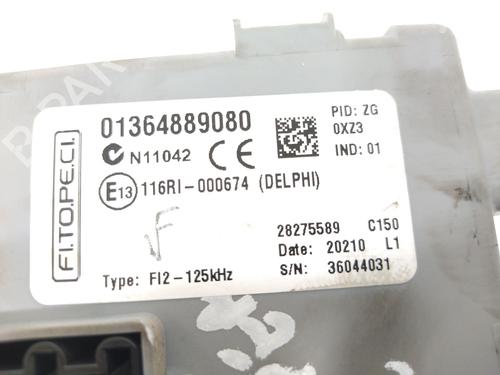 01364889080
PID: ZG
0XZ3
IND: 01
N11042 CE
E13 116RI-000674 (DELPHI)
FI.TO.PE.CI.
F
28275589 C150
Date: 20210 L1
Type: FI2-125kHz
S/N: 36044031